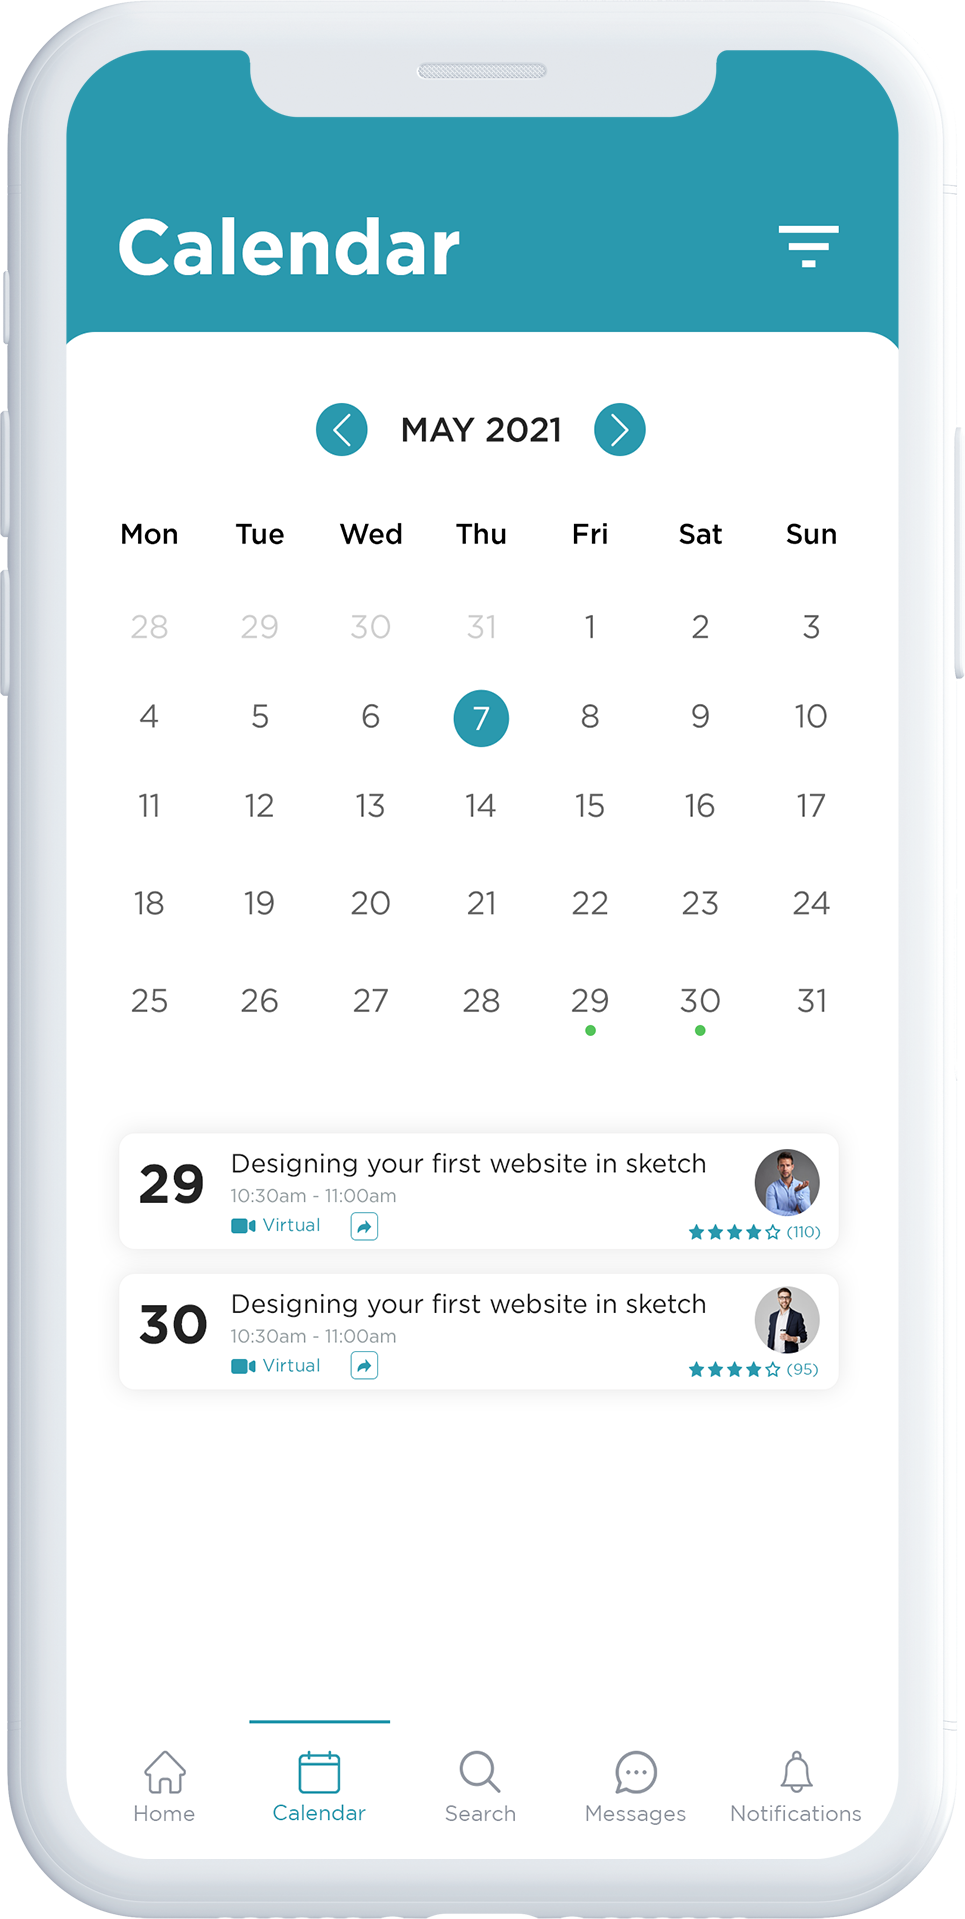 Calendar
MAY 2021
Mon Tue Wed Thu Fri Sat Sun
28 29 30 31 1 2 3
4 5 6 7 8 9 10
11 12 13 14 15 16 17
18 19 20 21 22 23 24
25 26 27 28 29 30 31
29
Designing your first website in sketch
10:30am - 11:00am
Virtual
(110)
30
Designing your first website in sketch
10:30am - 11:00am
Virtual
(95)
Home Calendar Search Messages Notifications